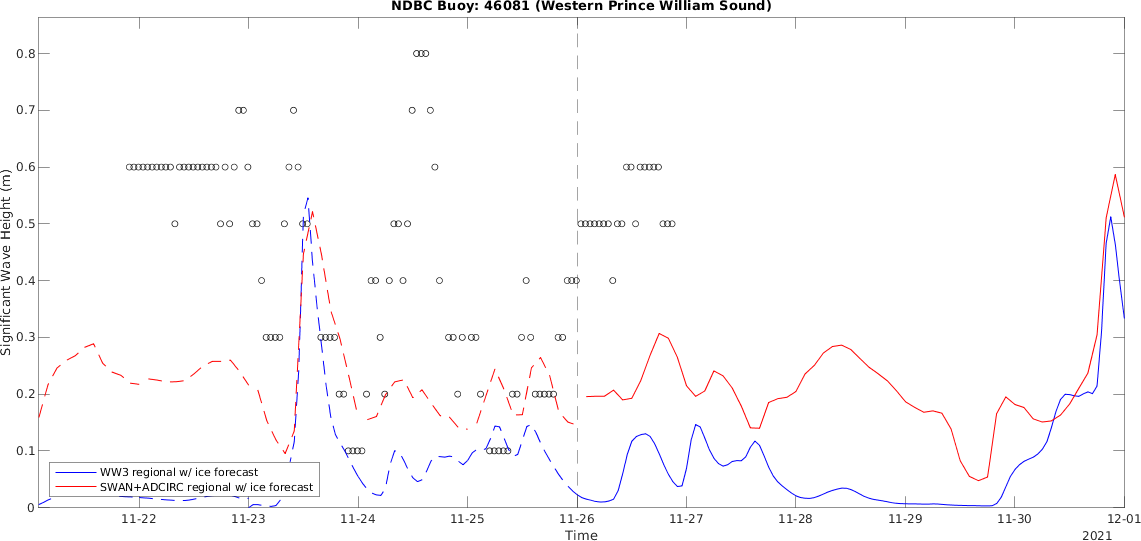 NDBC Buoy: 46081 (Western Prince William Sound)
Significant Wave Height (m)
0.8
0.7
0.6
0.5
0.4
0.3
0.2
0.1
0
WW3 regional w/ ice forecast
SWAN+ADCIRC regional w/ ice forecast
11-22 11-23 11-24 11-25 11-26 11-27 11-28 11-29 11-30 12-01
Time
2021